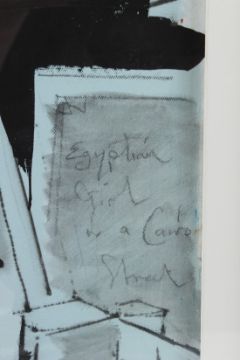 Egyptian
Girl
in a Cairo
Street